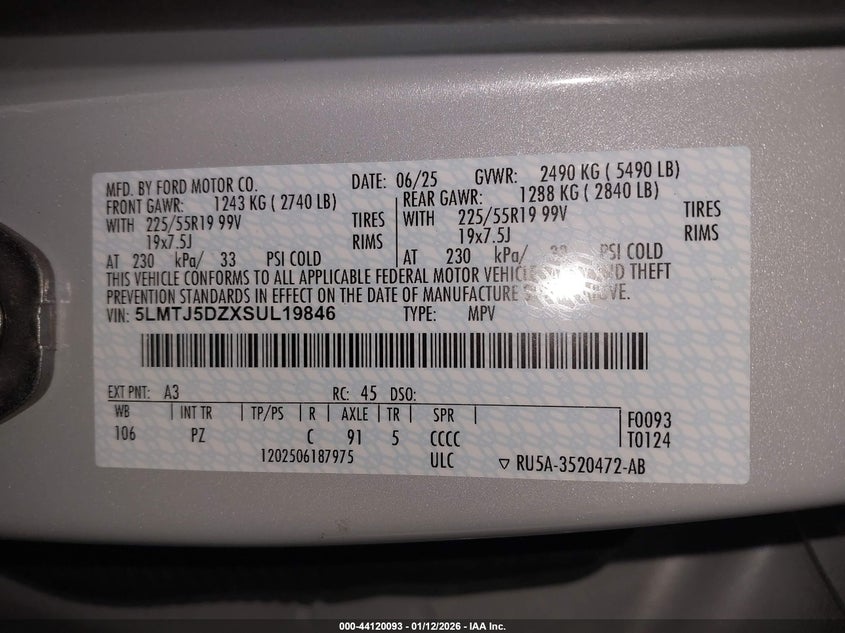 MFD. BY FORD MOTOR CO. DATE: 06/25 GVWR: 2490 KG ( 5490 LB)
FRONT GAWR: 1243 KG ( 2740 LB) REAR GAWR: 1288 KG ( 2840 LB)
WITH 225/55R19 99V TIRES WITH 225/55R19 99V TIRES
19x7.5J RIMS 19x7.5J RIMS
AT 230 kPa/ 33 PSI COLD AT 230 kPa/ PSI COLD
THIS VEHICLE CONFORMS TO ALL APPLICABLE FEDERAL MOTOR VEHICLE AND THEFT
PREVENTION STANDARDS IN EFFECT ON THE DATE OF MANUFACTURE
VIN: 5LMTJ5DZXSUL19846 TYPE: MPV
EXT PNT: A3 RC: 45 DSO:
WB | INT TR | TP/PS | R | AXLE | TR | SPR | F0093
106 PZ C 91 5 CCCC T0124
1202506187975 ULC ▽ RU5A-3520472-AB
000-44120093 - 01/12/2026 - IAA Inc.